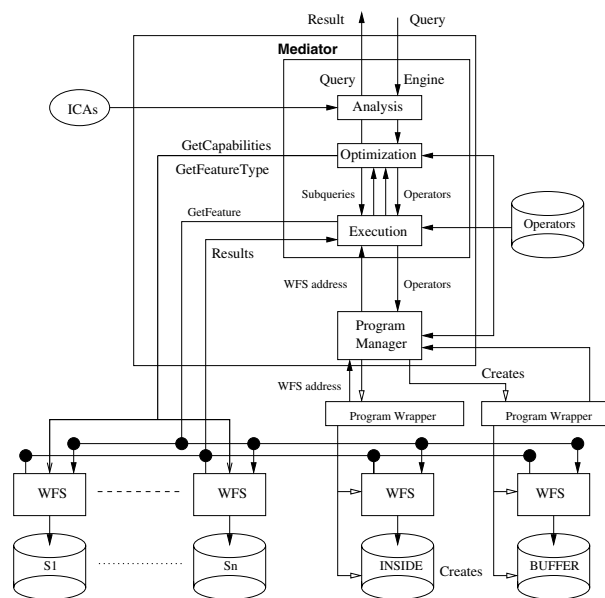 Result
Query
Mediator
Query
Engine
ICAs
Analysis
GetCapabilities
Optimization
GetFeatureType
Subqueries
Operators
GetFeature
Execution
Operators
Results
WFS address
Operators
Program
Manager
Creates
WFS address
Program Wrapper
Program Wrapper
WFS
WFS
WFS
WFS
S1
Sn
INSIDE
Creates
BUFFER